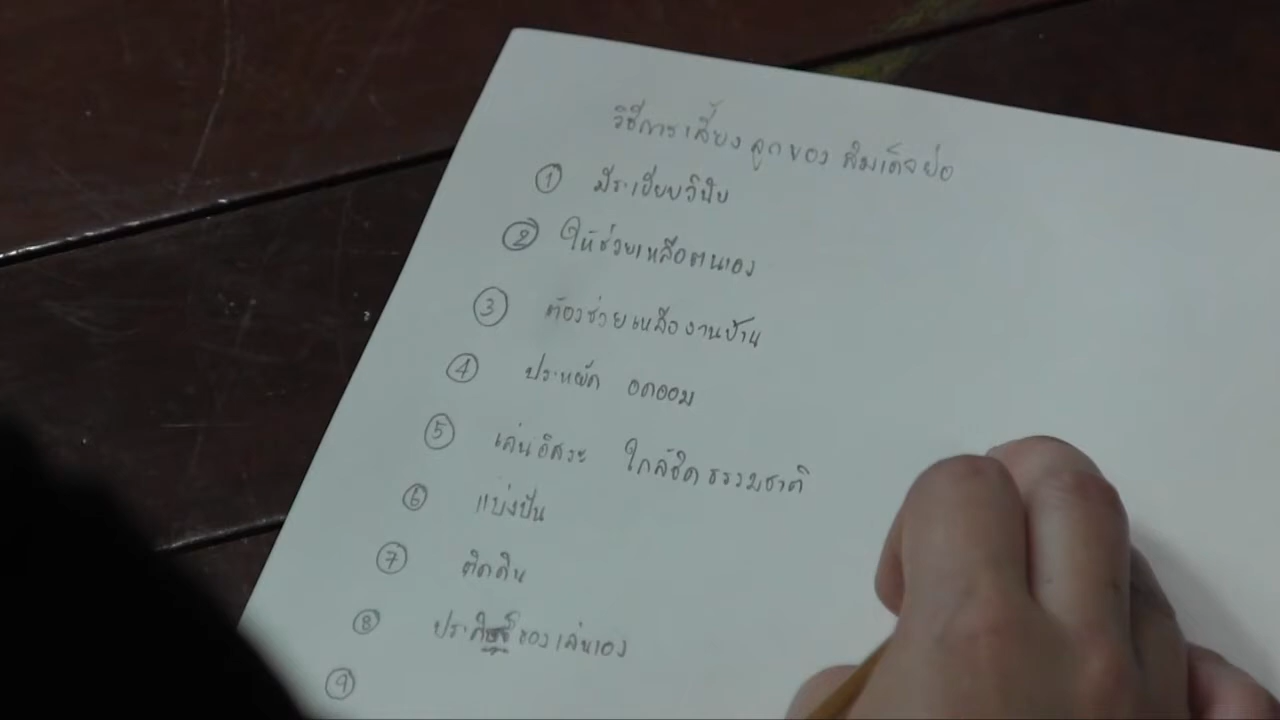 วิธีการเลี้ยงลูกของ สมเด็จย่อ
① มีระเบียบวินัย
② ให้ช่วยเหลือตนเอง
③ ต้องช่วยเหลืองานบ้าน
④ ประหยัด อดออม
⑤ เล่นอิสระ ใกล้ชิดธรรมชาติ
⑥ แบ่งปัน
⑦ ติดดิน
⑧ ประดิษฐ์ของเล่นเอง
⑨